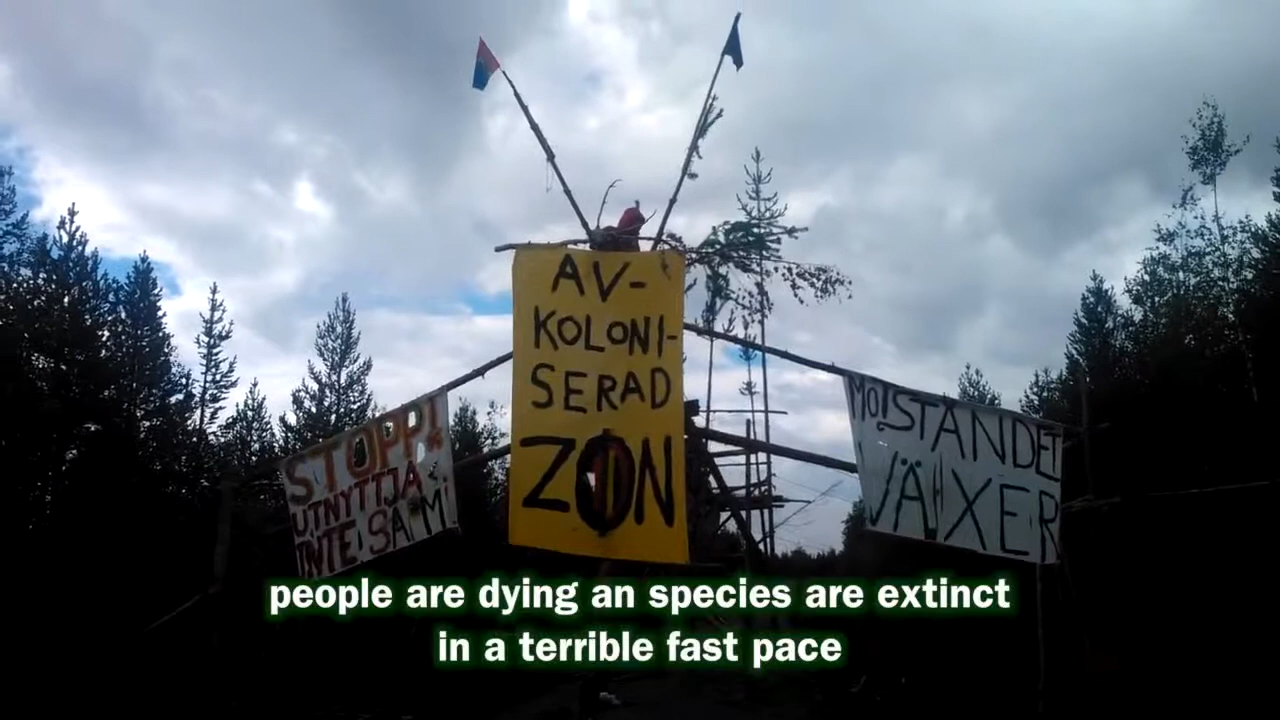 AV-
KOLONI-
SERAD
ZON
STOPP!
UTNYTTJA
INTE SÁPMI
MOTSTÅNDET
VÄXER
people are dying an species are extinct
in a terrible fast pace